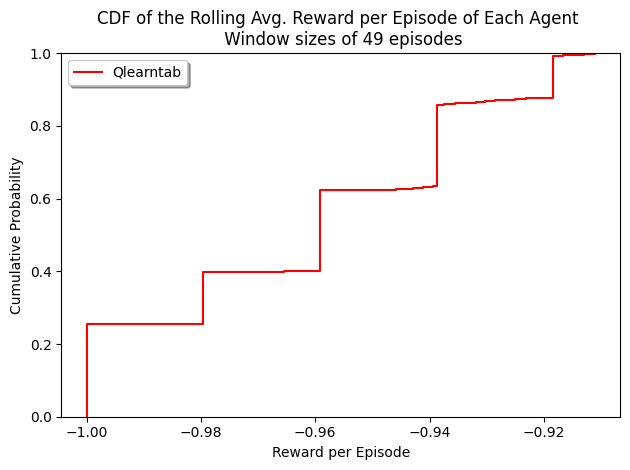 CDF of the Rolling Avg. Reward per Episode of Each Agent
Window sizes of 49 episodes
Qlearntab
Cumulative Probability
1.0
0.8
0.6
0.4
0.2
0.0
−1.00
−0.98
−0.96
−0.94
−0.92
Reward per Episode